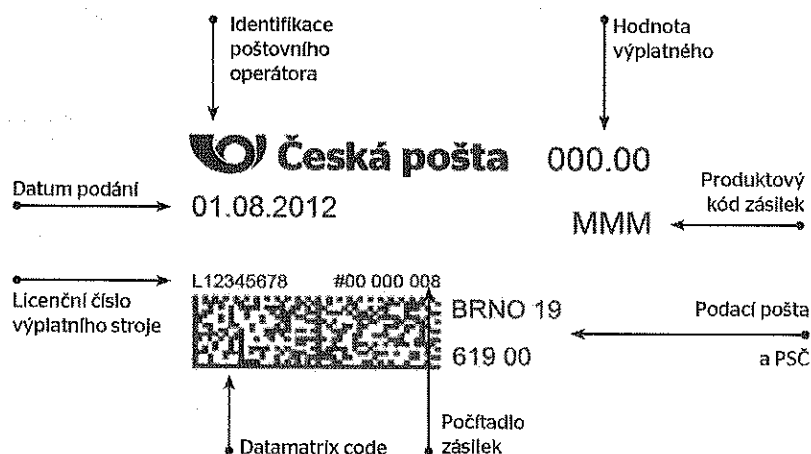 Identifikace
poštovního
operátora
Hodnota
výplatného
Česká pošta
000.00
Datum podání
01.08.2012
Produktový
kód zásilek
MMM
L12345678
#00 000 008
Licenční číslo
výplatního stroje
BRNO 19
619 00
Podací pošta
a PSČ
Datamatrix code
Počítadlo
zásilek